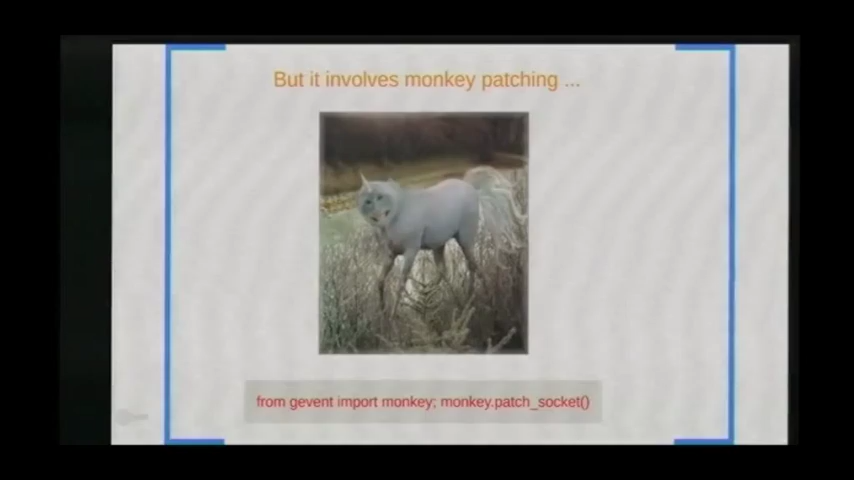 But it involves monkey patching ...
from gevent import monkey; monkey.patch_socket()